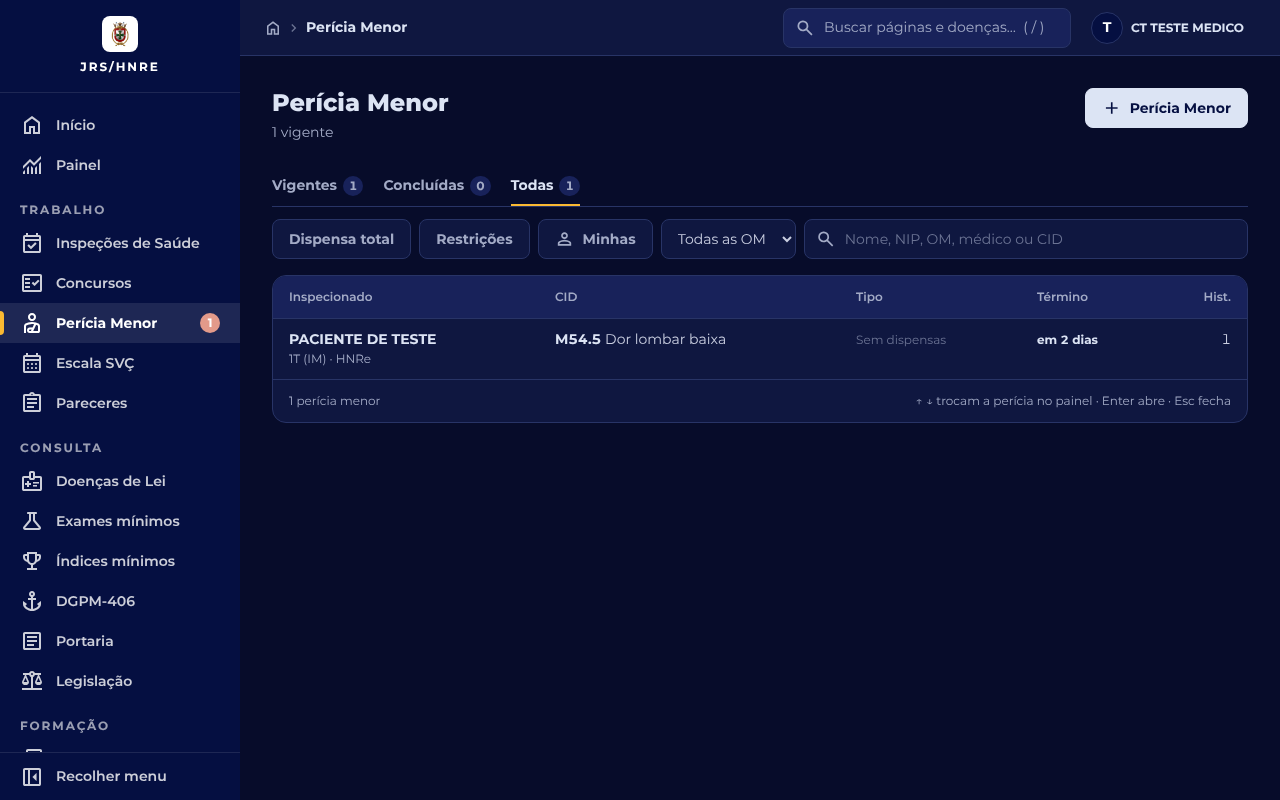 JRS/HNRE
Início
Painel
TRABALHO
Inspeções de Saúde
Concursos
Perícia Menor 1
Escala SVÇ
Pareceres
CONSULTA
Doenças de Lei
Exames mínimos
Índices mínimos
DGPM-406
Portaria
Legislação
FORMAÇÃO
Recolher menu
Perícia Menor
Buscar páginas e doenças... ( / )
T CT TESTE MEDICO
Perícia Menor
1 vigente
Perícia Menor
Vigentes 1 Concluídas 0 Todas 1
Dispensa total Restrições Minhas Todas as OM Nome, NIP, OM, médico ou CID
Inspecionado CID Tipo Término Hist.
PACIENTE DE TESTE M54.5 Dor lombar baixa Sem dispensas em 2 dias 1
1T (IM) · HNRe
1 perícia menor ↑ ↓ trocam a perícia no painel · Enter abre · Esc fecha